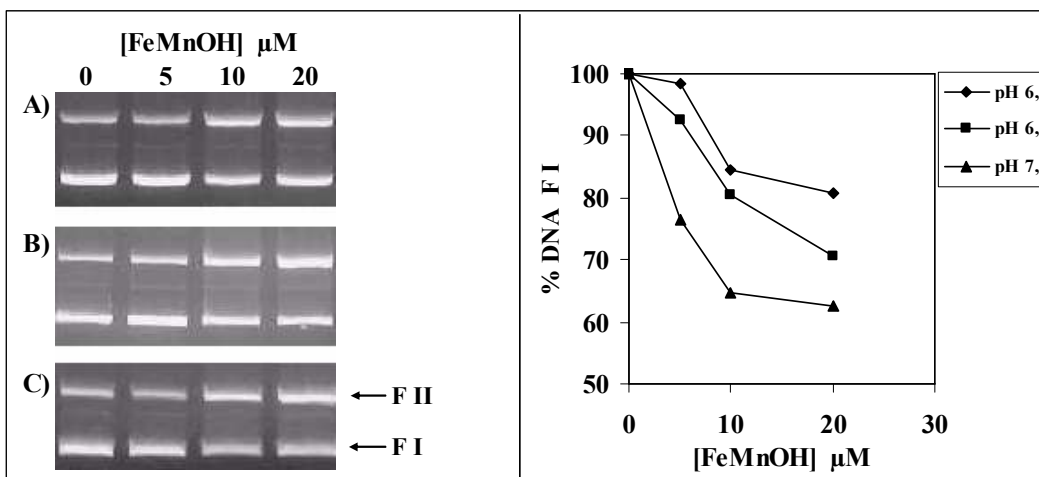 [FeMnOH] µM
0 5 10 20
A)
B)
C)
← F II
← F I
% DNA F I
100
90
80
70
60
50
0 10 20 30
[FeMnOH] µM
pH 6,
pH 6,
pH 7,